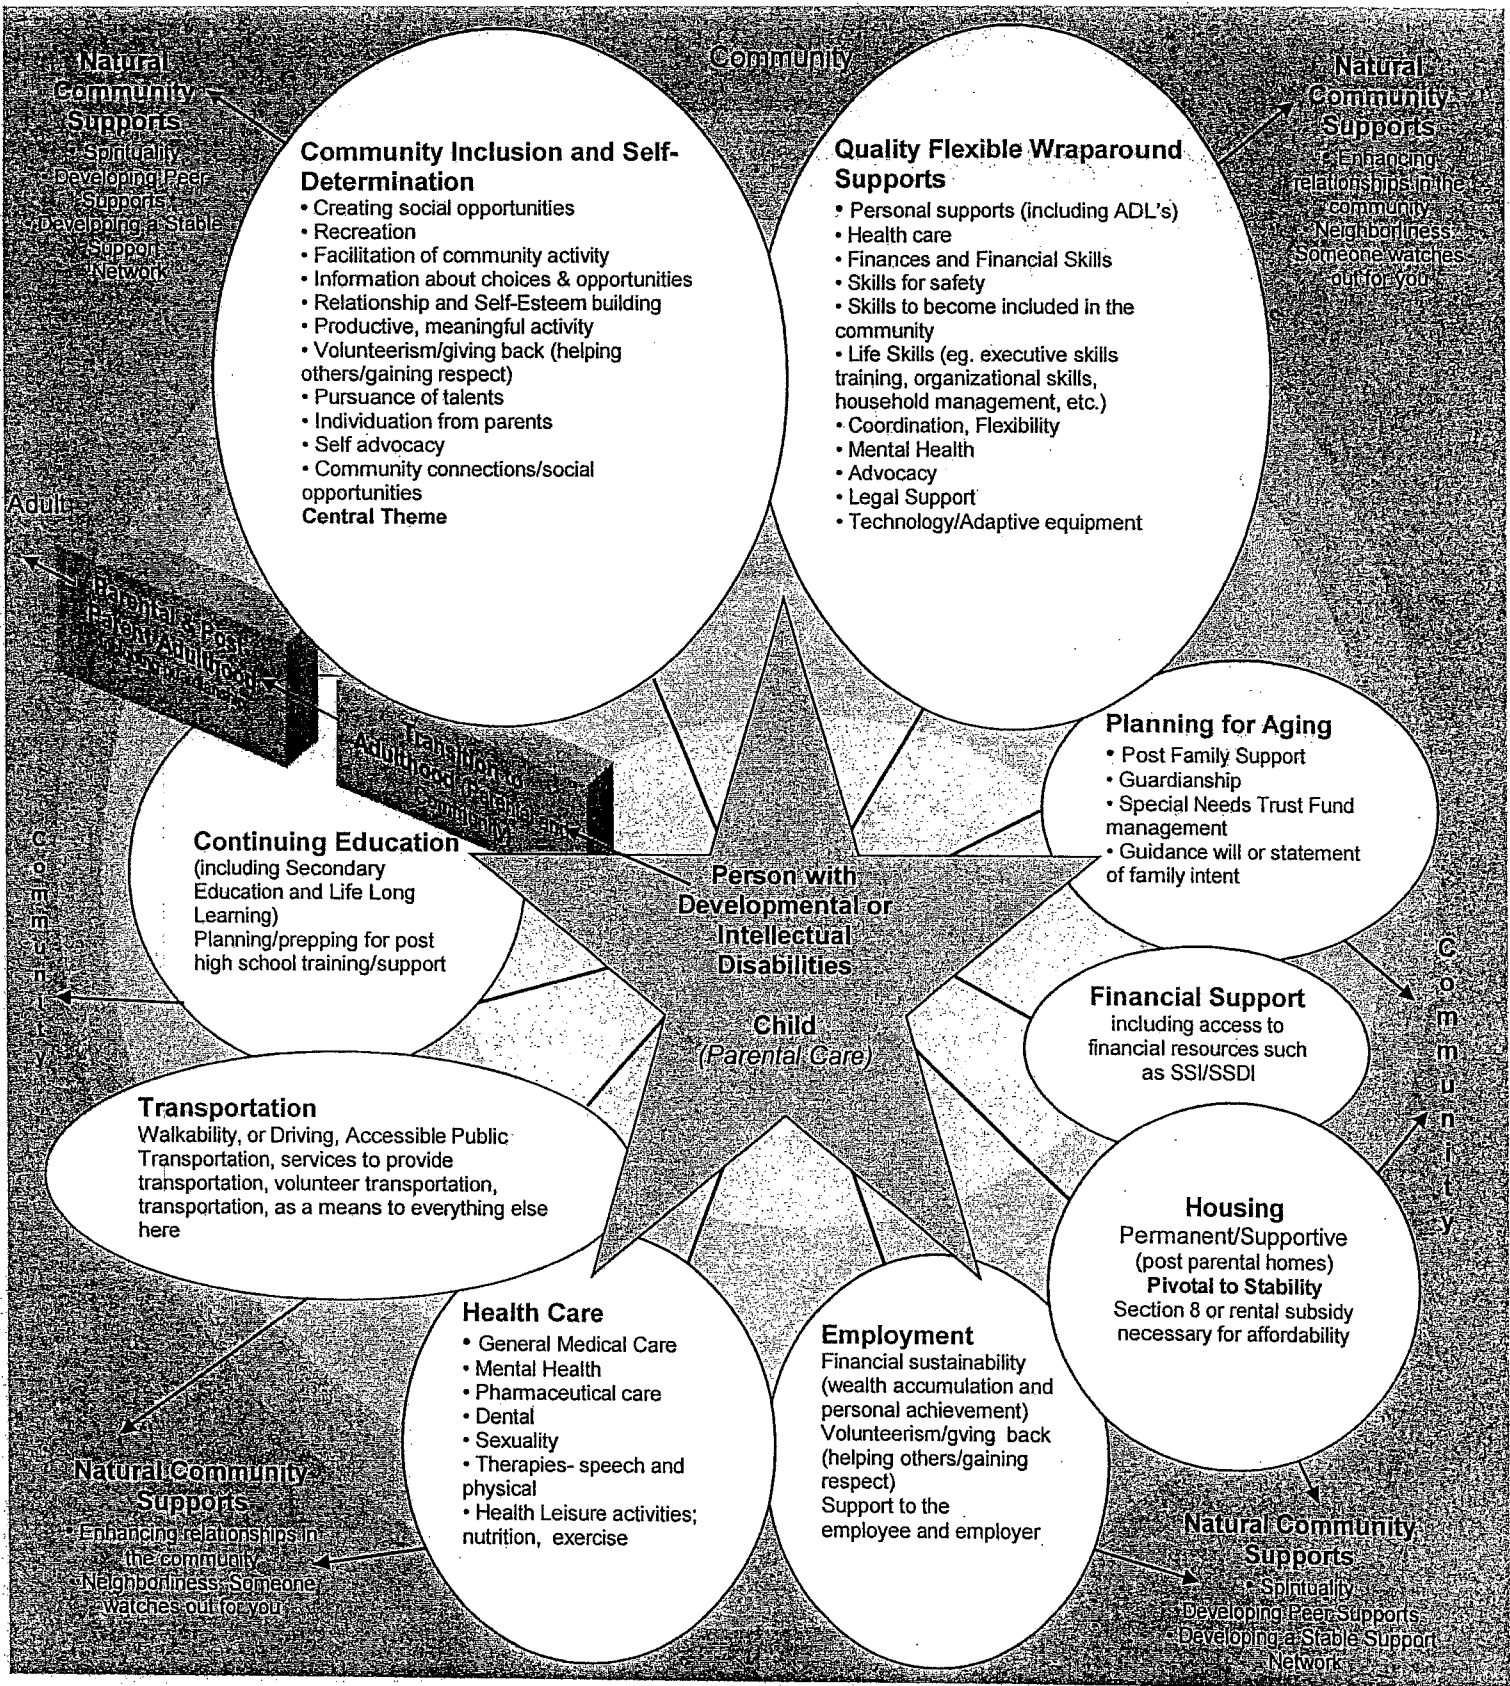 Community
Natural
Community
Supports
• Spirituality
• Developing Peer
Supports
• Developing a Stable
Support
Network
Community Inclusion and Self-
Determination
• Creating social opportunities
• Recreation
• Facilitation of community activity
• Information about choices & opportunities
• Relationship and Self-Esteem building
• Productive, meaningful activity
• Volunteerism/giving back (helping
others/gaining respect)
• Pursuance of talents
• Individuation from parents
• Self advocacy
• Community connections/social
opportunities
Central Theme
Quality Flexible Wraparound
Supports
• Personal supports (including ADL's)
• Health care
• Finances and Financial Skills
• Skills for safety
• Skills to become included in the
community
• Life Skills (eg. executive skills
training, organizational skills,
household management, etc.)
• Coordination, Flexibility
• Mental Health
• Advocacy
• Legal Support
• Technology/Adaptive equipment
Natural
Community
Supports
• Enhancing
relationships in the
community
Neighborliness
Someone watches
out for you
Adult
Parental & Post
Parent/Adulthood
Transition to
Adulthood
Community
Planning for Aging
• Post Family Support
• Guardianship
• Special Needs Trust Fund
management
• Guidance will or statement
of family intent
Continuing Education
(including Secondary
Education and Life Long
Learning)
Planning/prepping for post
high school training/support
Community
Person with
Developmental or
Intellectual
Disabilities
Child
(Parental Care)
Financial Support
including access to
financial resources such
as SSI/SSDI
Community
Transportation
Walkability, or Driving, Accessible Public
Transportation, services to provide
transportation, volunteer transportation,
transportation, as a means to everything else
here
Housing
Permanent/Supportive
(post parental homes)
Pivotal to Stability
Section 8 or rental subsidy
necessary for affordability
Health Care
• General Medical Care
• Mental Health
• Pharmaceutical care
• Dental
• Sexuality
• Therapies- speech and
physical
• Health Leisure activities;
nutrition, exercise
Employment
Financial sustainability
(wealth accumulation and
personal achievement)
Volunteerism/gving back
(helping others/gaining
respect)
Support to the
employee and employer
Natural Community
Supports
• Enhancing relationships in
the community
Neighborliness; Someone
watches out for you
Natural Community
Supports
• Spirituality
• Developing Peer Supports
• Developing a Stable Support
Network